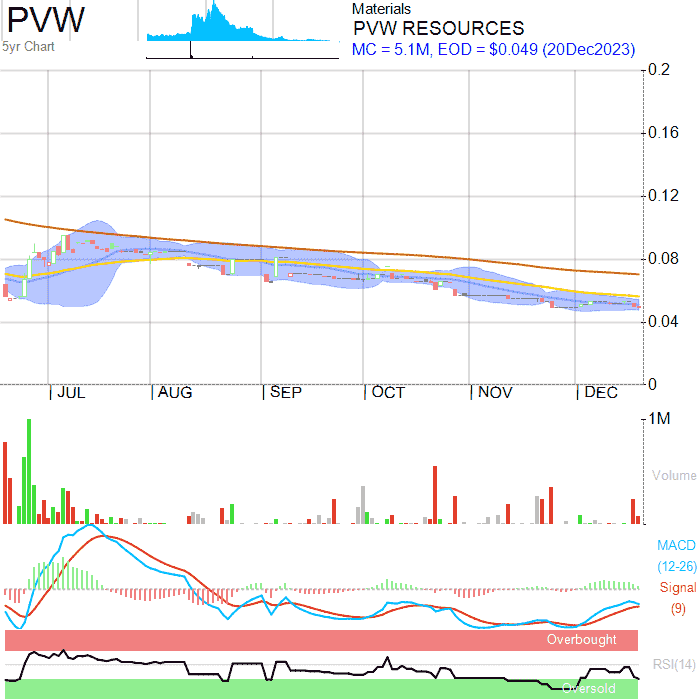 PVW
5yr Chart
Materials
PVW RESOURCES
MC = 5.1M, EOD = $0.049 (20Dec2023)
0.2
0.16
0.12
0.08
0.04
0
JUL AUG SEP OCT NOV DEC
1M
Volume
MACD
(12-26)
Signal
(9)
Overbought
RSI(14)
Oversold